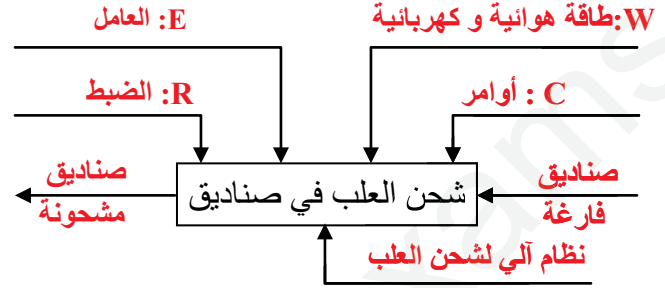 W:طاقة هوائية و كهربائية
E: العامل
C : أوامر
R: الضبط
صناديق
فارغة
شحن العلب في صناديق
صناديق
مشحونة
نظام آلي لشحن العلب